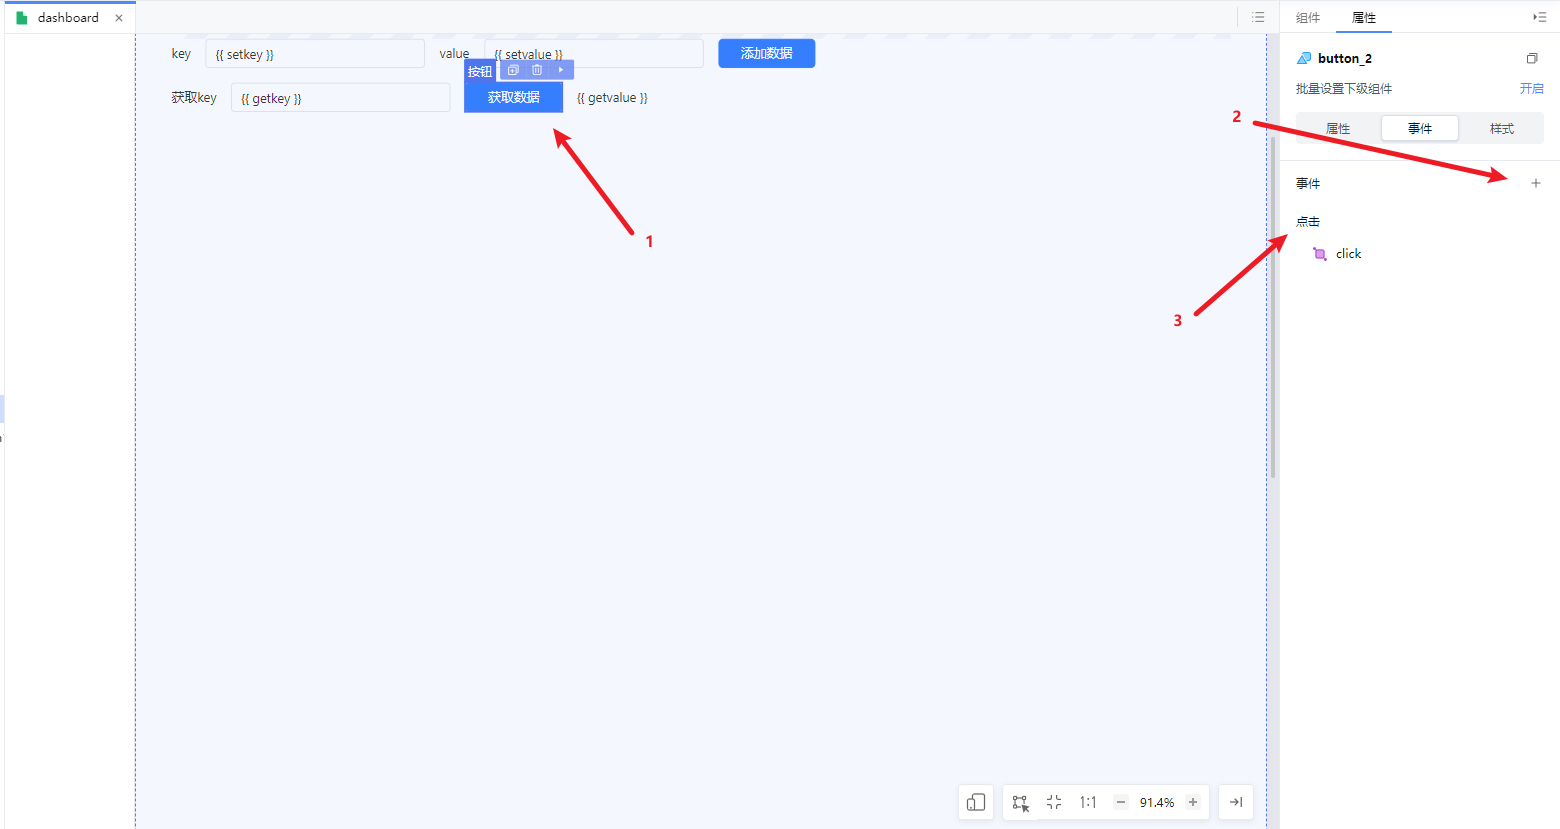 dashboard
组件 属性
key {{ setkey }} value {{ setvalue }} 添加数据
button_2
按钮
批量设置下级组件 开启
获取key {{ getkey }} 获取数据 {{ getvalue }}
2
属性 事件 样式
事件
1
点击
click
3
1:1 91.4%